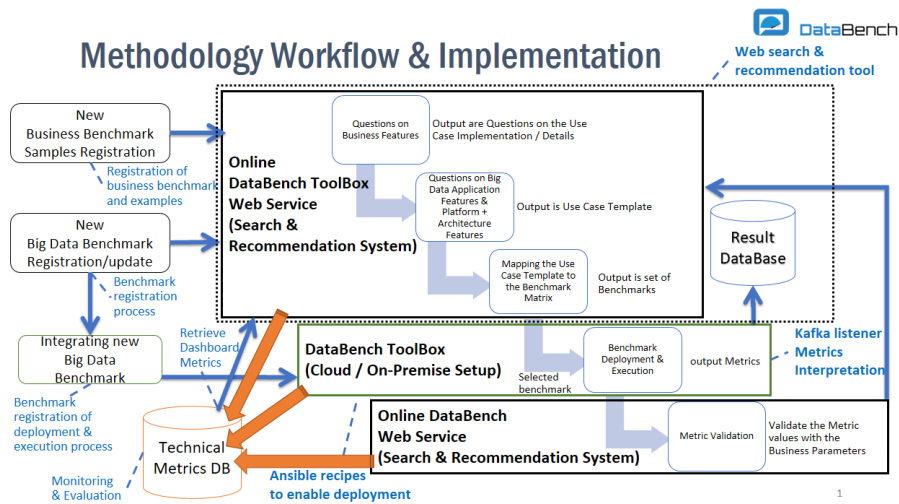 DataBench
Methodology Workflow & Implementation
Web search &
recommendation tool
New
Business Benchmark
Samples Registration
Registration of
business benchmark
and examples
New
Big Data Benchmark
Registration/update
Benchmark
registration
process
Integrating new
Big Data
Benchmark
Benchmark
registration of
deployment &
execution process
Monitoring
& Evaluation
Online
DataBench ToolBox
Web Service
(Search &
Recommendation System)
Questions on
Business Features
Output are Questions on the Use
Case Implementation / Details
Questions on Big
Data Application
Features &
Platform +
Architecture
Features
Output is Use Case Template
Mapping the Use
Case Template to
the Benchmark
Matrix
Output is set of
Benchmarks
Result
DataBase
Retrieve
Dashboard
Metrics
DataBench ToolBox
(Cloud / On-Premise Setup)
Selected
benchmark
Benchmark
Deployment &
Execution
output Metrics
Kafka listener
Metrics
Interpretation
Technical
Metrics DB
Online DataBench
Web Service
(Search & Recommendation System)
Metric Validation
Validate the Metric
values with the
Business Parameters
Ansible recipes
to enable deployment
1